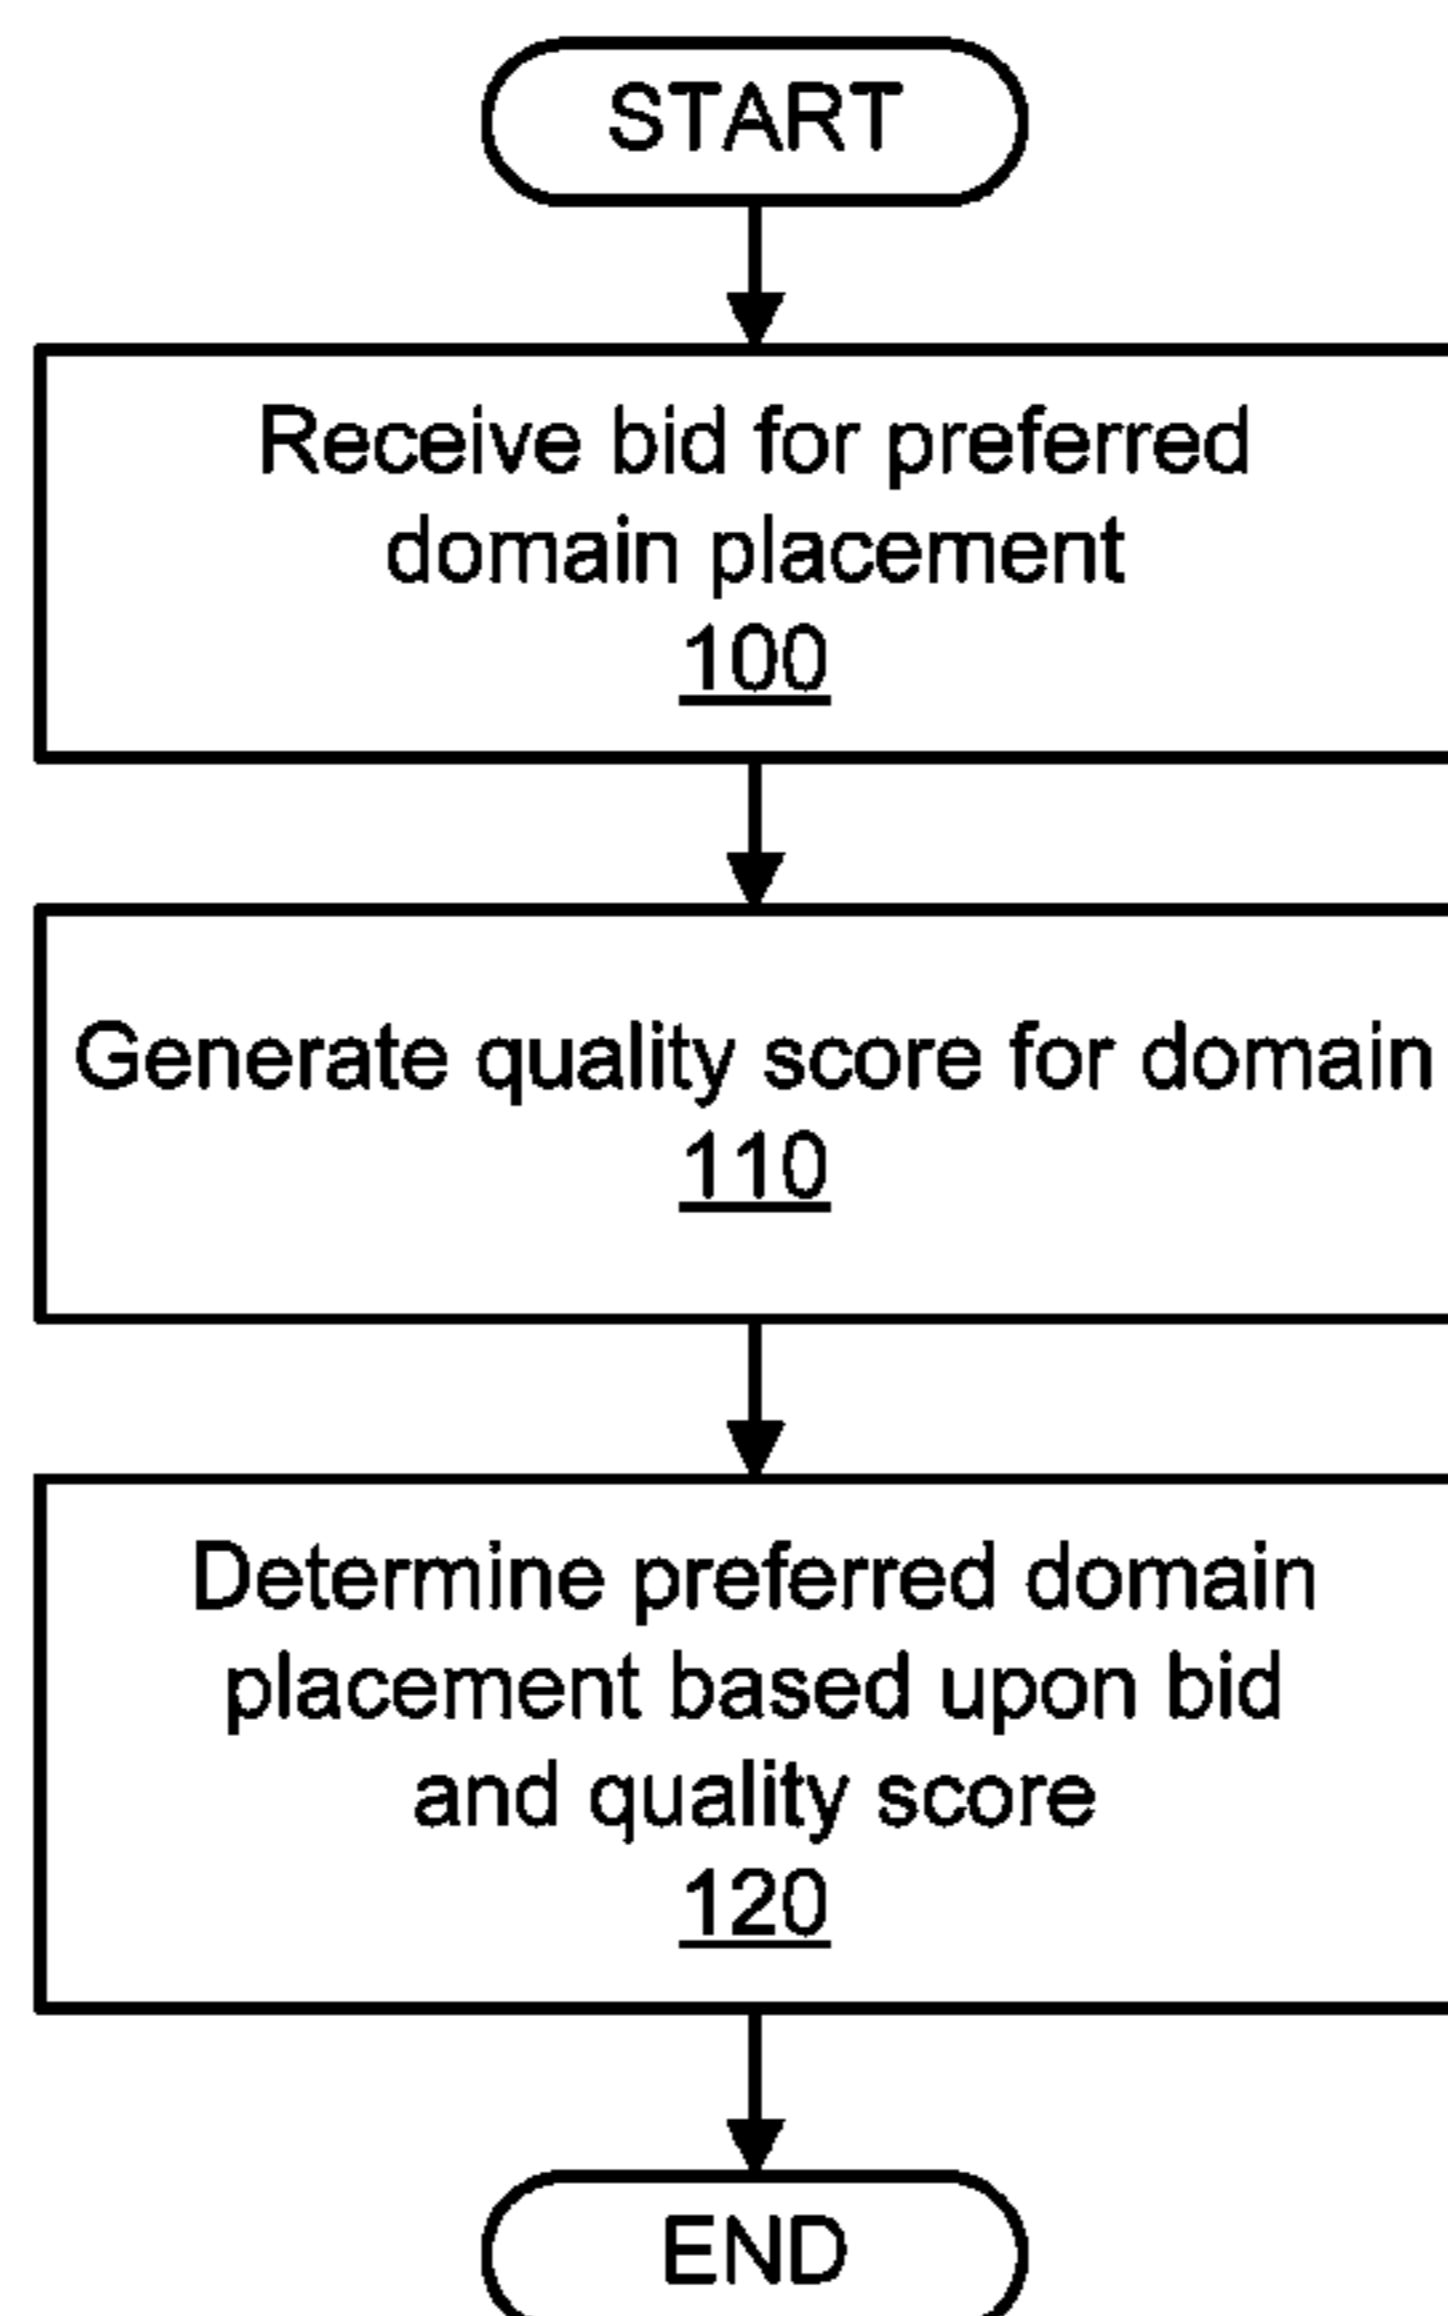 START
Receive bid for preferred
domain placement
100
Generate quality score for domain
110
Determine preferred domain
placement based upon bid
and quality score
120
END